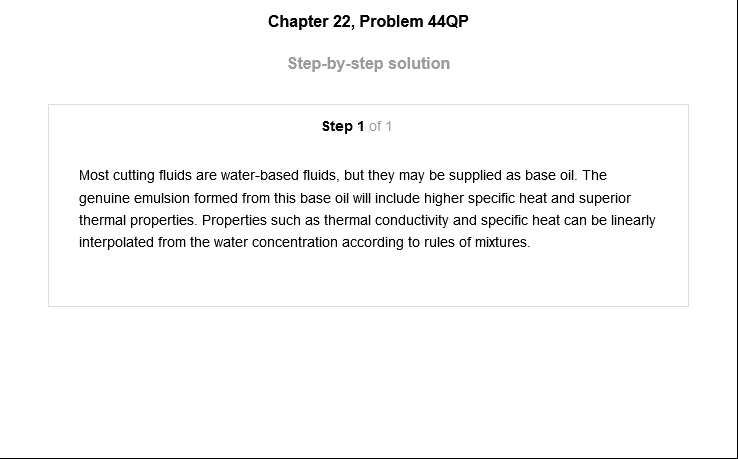 Chapter 22, Problem 44QP
Step-by-step solution
Step 1 of 1
Most cutting fluids are water-based fluids, but they may be supplied as base oil. The
genuine emulsion formed from this base oil will include higher specific heat and superior
thermal properties. Properties such as thermal conductivity and specific heat can be linearly
interpolated from the water concentration according to rules of mixtures.